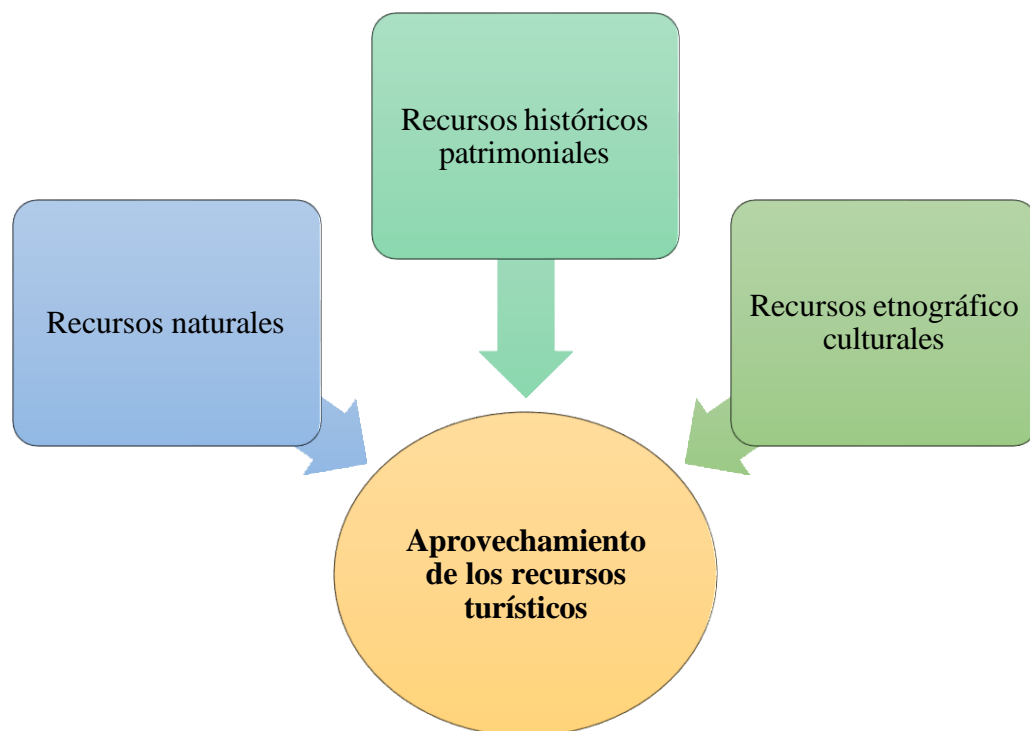 Recursos históricos
patrimoniales
Recursos naturales
Recursos etnográfico
culturales
Aprovechamiento
de los recursos
turísticos